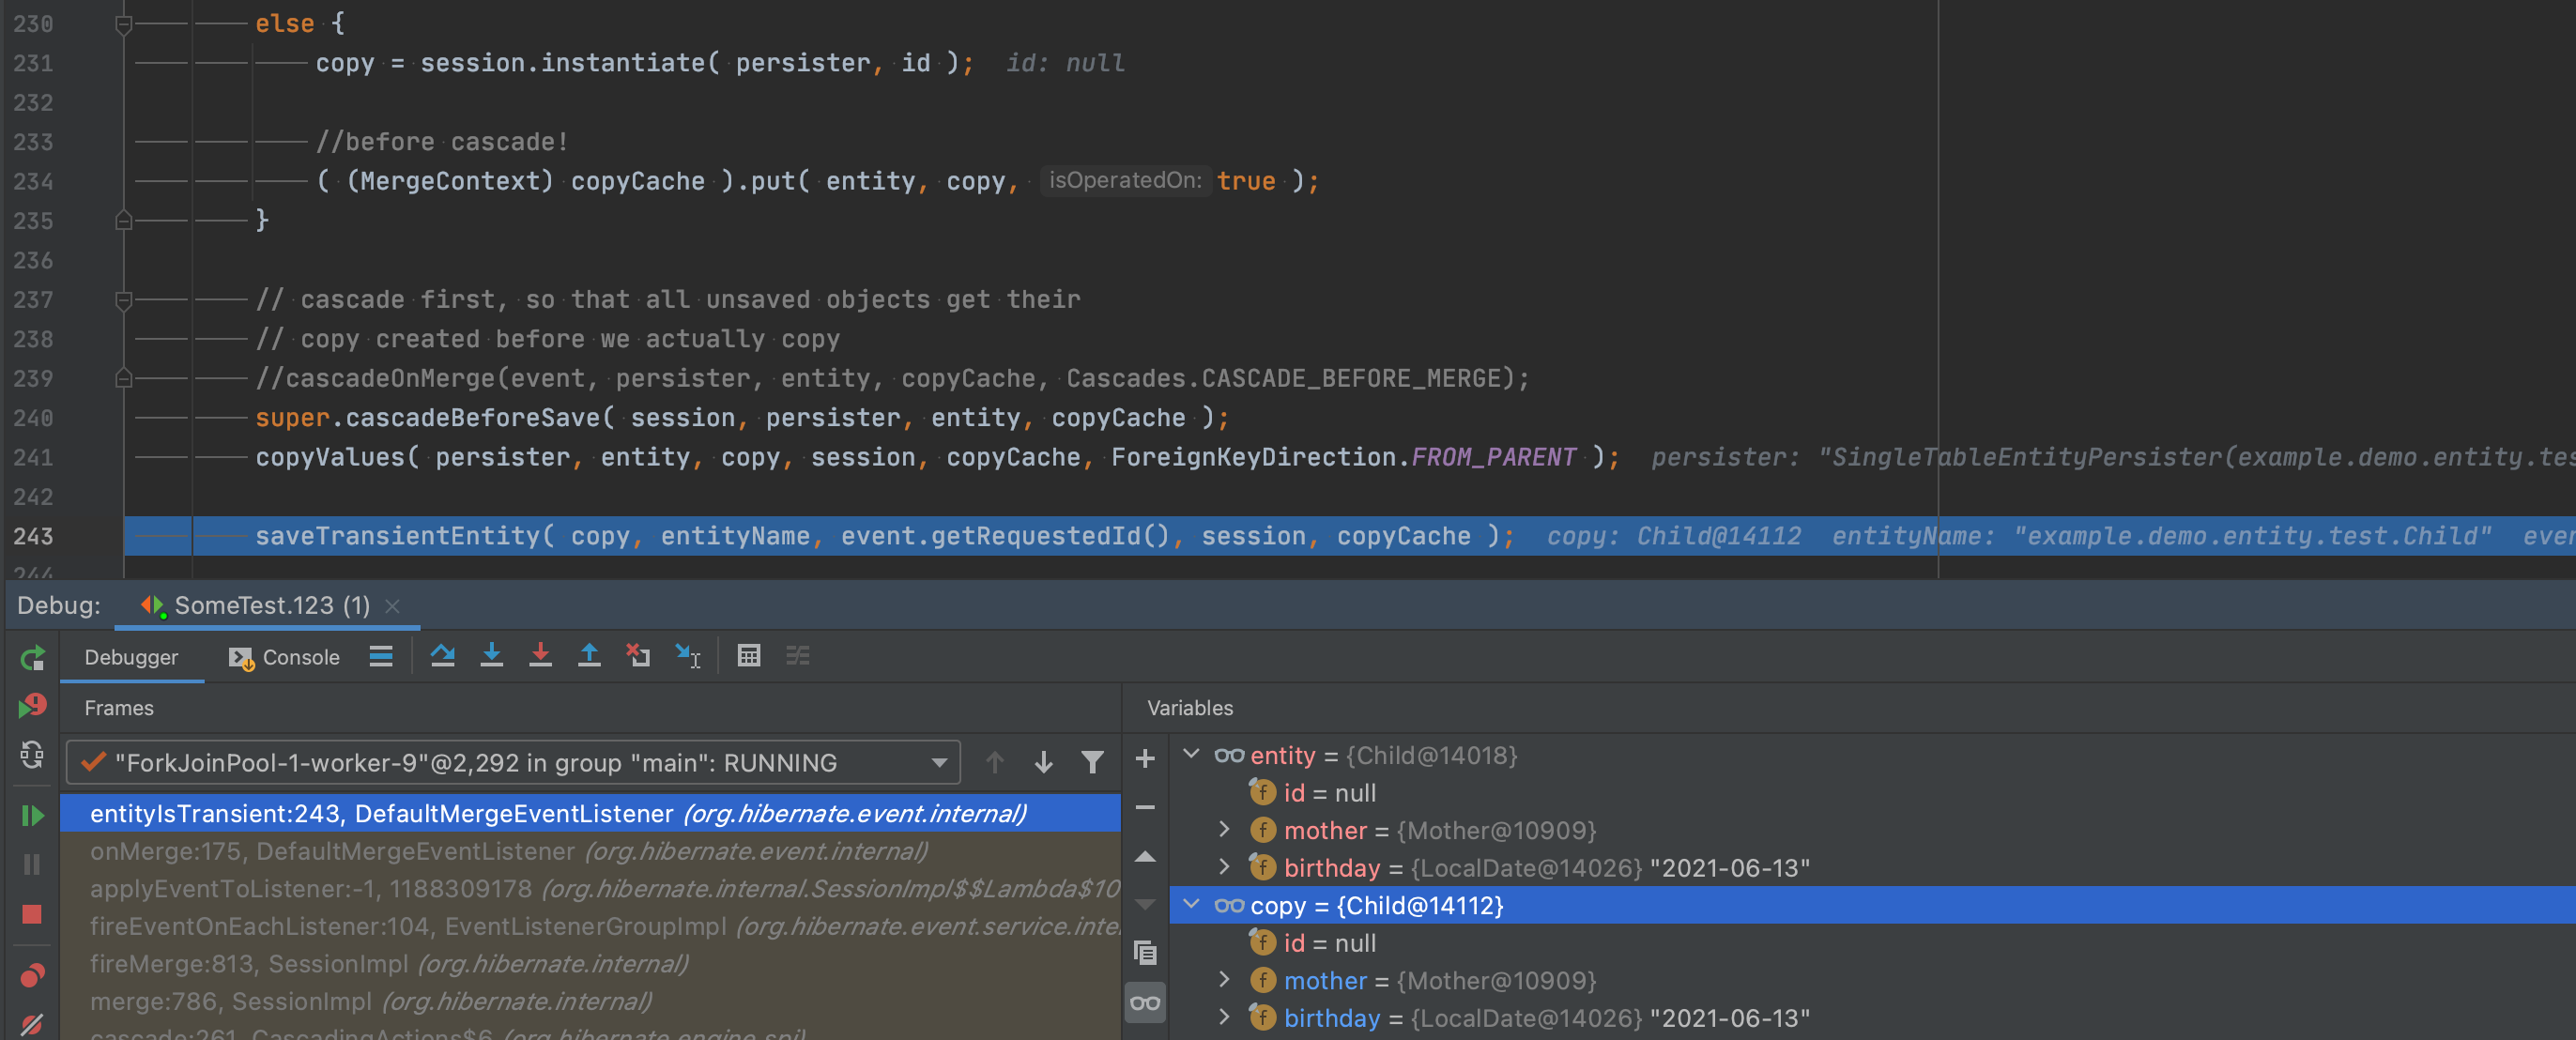 230 else {
231 copy = session.instantiate( persister, id ); id: null
232
233 //before cascade!
234 ( (MergeContext) copyCache ).put( entity, copy, isOperatedOn: true );
235 }
236
237 // cascade first, so that all unsaved objects get their
238 // copy created before we actually copy
239 //cascadeOnMerge(event, persister, entity, copyCache, Cascades.CASCADE_BEFORE_MERGE);
240 super.cascadeBeforeSave( session, persister, entity, copyCache );
241 copyValues( persister, entity, copy, session, copyCache, ForeignKeyDirection.FROM_PARENT ); persister: "SingleTableEntityPersister(example.demo.entity.tes
242
243 saveTransientEntity( copy, entityName, event.getRequestedId(), session, copyCache ); copy: Child@14112 entityName: "example.demo.entity.test.Child" even
244
Debug: SomeTest.123 (1)
Debugger Console
Frames
"ForkJoinPool-1-worker-9"@2,292 in group "main": RUNNING
entityIsTransient:243, DefaultMergeEventListener (org.hibernate.event.internal)
onMerge:175, DefaultMergeEventListener (org.hibernate.event.internal)
applyEventToListener:-1, 1188309178 (org.hibernate.internal.SessionImpl$$Lambda$10
fireEventOnEachListener:104, EventListenerGroupImpl (org.hibernate.event.service.inte
fireMerge:813, SessionImpl (org.hibernate.internal)
merge:786, SessionImpl (org.hibernate.internal)
cascade:261, CascadingActions$6 (org.hibernate.engine.spi)
Variables
entity = {Child@14018}
id = null
mother = {Mother@10909}
birthday = {LocalDate@14026} "2021-06-13"
copy = {Child@14112}
id = null
mother = {Mother@10909}
birthday = {LocalDate@14026} "2021-06-13"